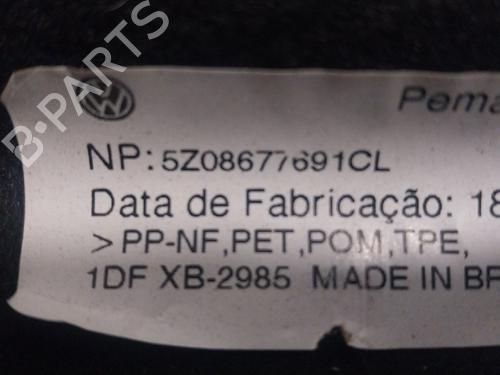 B-PARTS
Pema
NP: 5Z08677691CL
Data de Fabricação: 18
>PP-NF,PET,POM,TPE,
1DF XB-2985 MADE IN BR